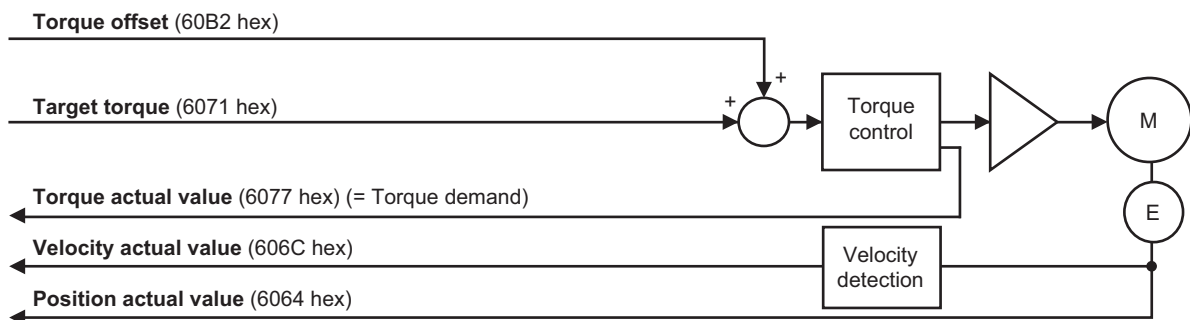 Torque offset (60B2 hex)
+
Target torque (6071 hex)
+
Torque
control
M
Torque actual value (6077 hex) (= Torque demand)
E
Velocity actual value (606C hex)
Velocity
detection
Position actual value (6064 hex)